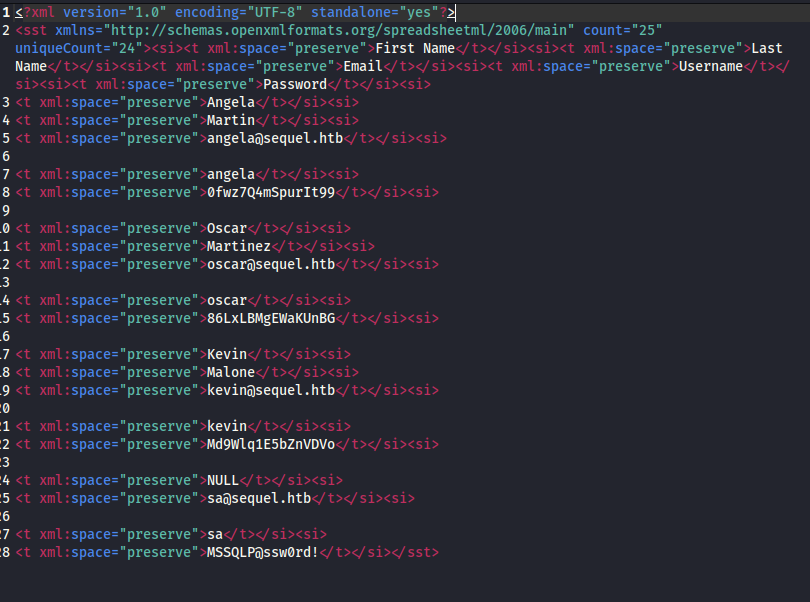 1 <?xml version="1.0" encoding="UTF-8" standalone="yes"?>
2 <sst xmlns="http://schemas.openxmlformats.org/spreadsheetml/2006/main" count="25"
uniqueCount="24"><si><t xml:space="preserve">First Name</t></si><si><t xml:space="preserve">Last
Name</t></si><si><t xml:space="preserve">Email</t></si><si><t xml:space="preserve">Username</t></
si><si><t xml:space="preserve">Password</t></si><si>
3 <t xml:space="preserve">Angela</t></si><si>
4 <t xml:space="preserve">Martin</t></si><si>
5 <t xml:space="preserve">angela@sequel.htb</t></si><si>
6
7 <t xml:space="preserve">angela</t></si><si>
8 <t xml:space="preserve">0fwz7Q4mSpurIt99</t></si><si>
9
0 <t xml:space="preserve">Oscar</t></si><si>
1 <t xml:space="preserve">Martinez</t></si><si>
2 <t xml:space="preserve">oscar@sequel.htb</t></si><si>
3
4 <t xml:space="preserve">oscar</t></si><si>
5 <t xml:space="preserve">86LxLBMgEWaKUnBG</t></si><si>
6
7 <t xml:space="preserve">Kevin</t></si><si>
8 <t xml:space="preserve">Malone</t></si><si>
9 <t xml:space="preserve">kevin@sequel.htb</t></si><si>
20
21 <t xml:space="preserve">kevin</t></si><si>
22 <t xml:space="preserve">Md9Wlq1E5bZnVDVo</t></si><si>
23
24 <t xml:space="preserve">NULL</t></si><si>
25 <t xml:space="preserve">sa@sequel.htb</t></si><si>
26
27 <t xml:space="preserve">sa</t></si><si>
28 <t xml:space="preserve">MSSQLP@ssw0rd!</t></si></sst>